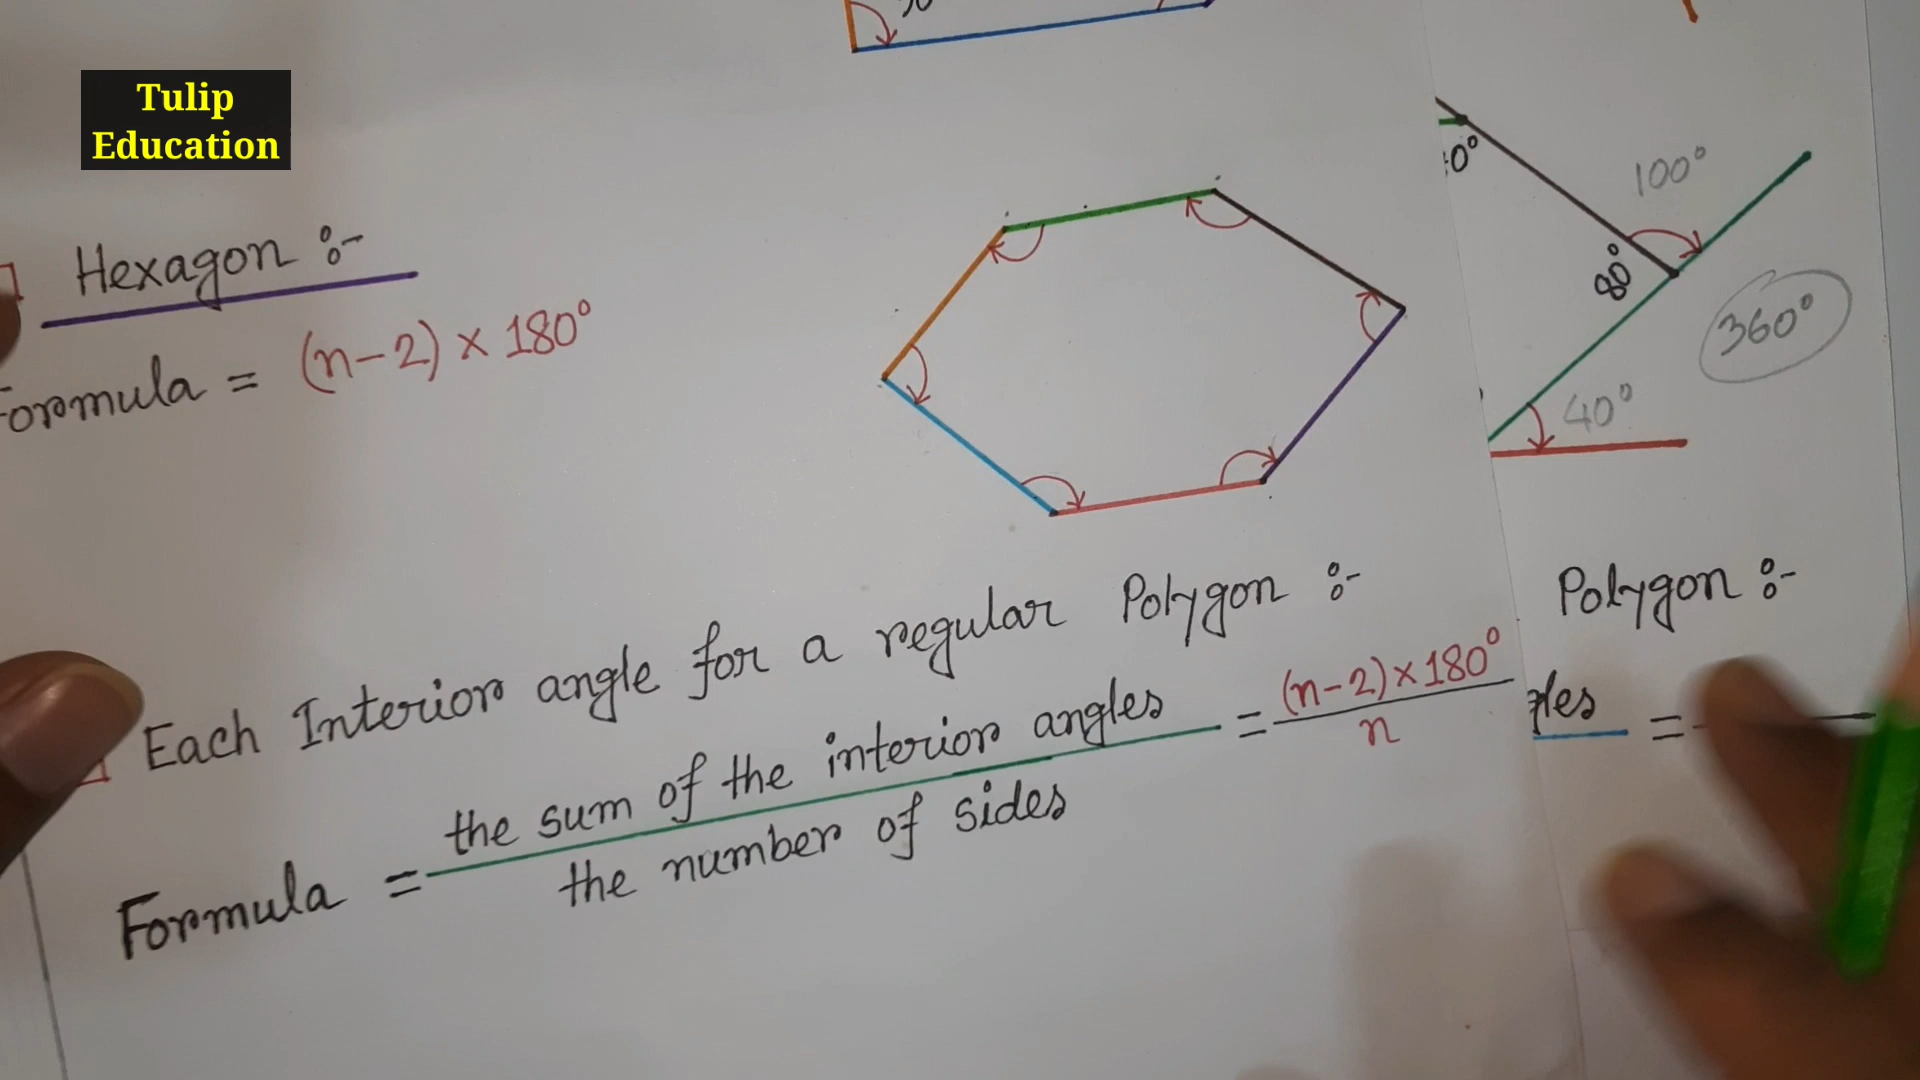 Tulip
Education
Hexagon :-
Formula = (n-2) × 180°
100°
80°
360°
40°
Each Interior angle for a regular Polygon :-
Formula = the sum of the interior angles = (n-2)×180°
the number of sides n
Polygon :-
=